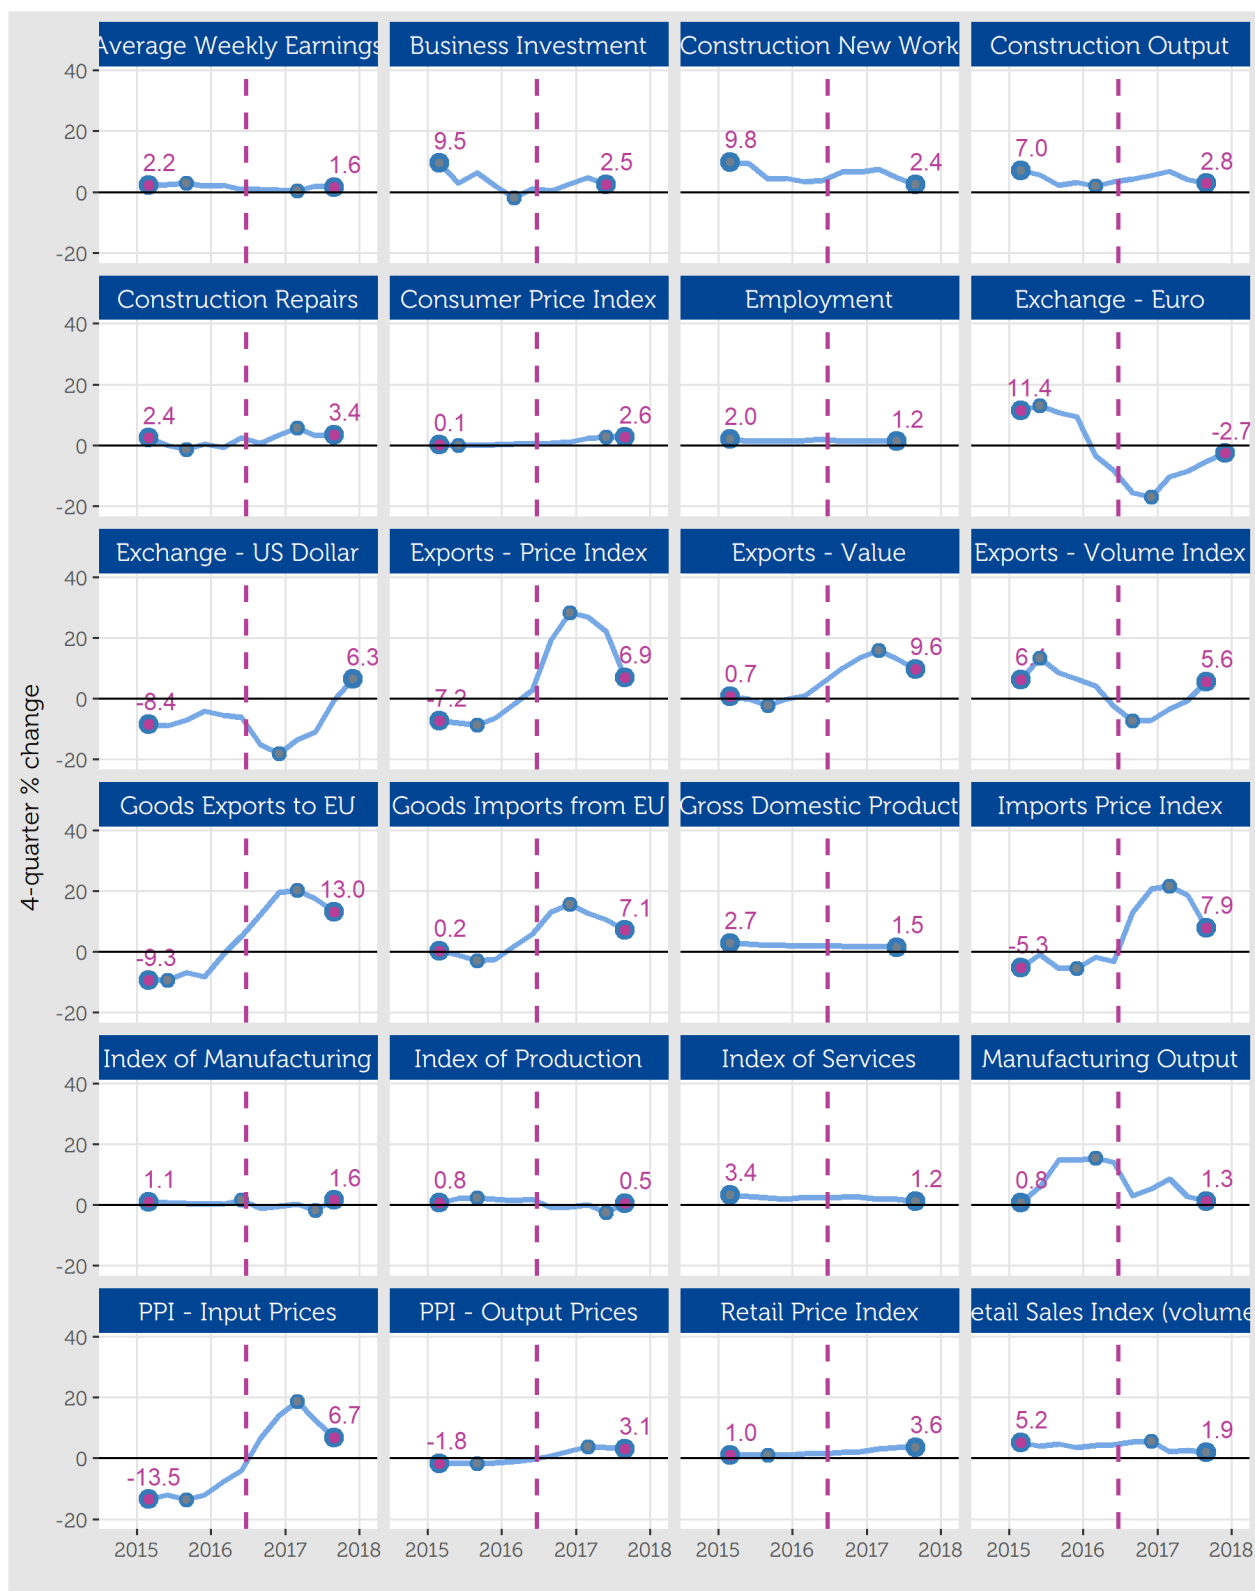 Average Weekly Earnings Business Investment Construction New Work Construction Output
40
20
0
-20
2.2 1.6 9.5 2.5 9.8 2.4 7.0 2.8
Construction Repairs Consumer Price Index Employment Exchange - Euro
40
20
0
-20
2.4 3.4 0.1 2.6 2.0 1.2 11.4 -2.7
Exchange - US Dollar Exports - Price Index Exports - Value Exports - Volume Index
40
20
0
-20
-8.4 6.3 -7.2 6.9 0.7 9.6 6.4 5.6
4-quarter % change
Goods Exports to EU Goods Imports from EU Gross Domestic Product Imports Price Index
40
20
0
-20
-9.3 13.0 0.2 7.1 2.7 1.5 -5.3 7.9
Index of Manufacturing Index of Production Index of Services Manufacturing Output
40
20
0
-20
1.1 1.6 0.8 0.5 3.4 1.2 0.8 1.3
PPI - Input Prices PPI - Output Prices Retail Price Index etail Sales Index (volume
40
20
0
-20
-13.5 6.7 -1.8 3.1 1.0 3.6 5.2 1.9
2015 2016 2017 2018 2015 2016 2017 2018 2015 2016 2017 2018 2015 2016 2017 2018